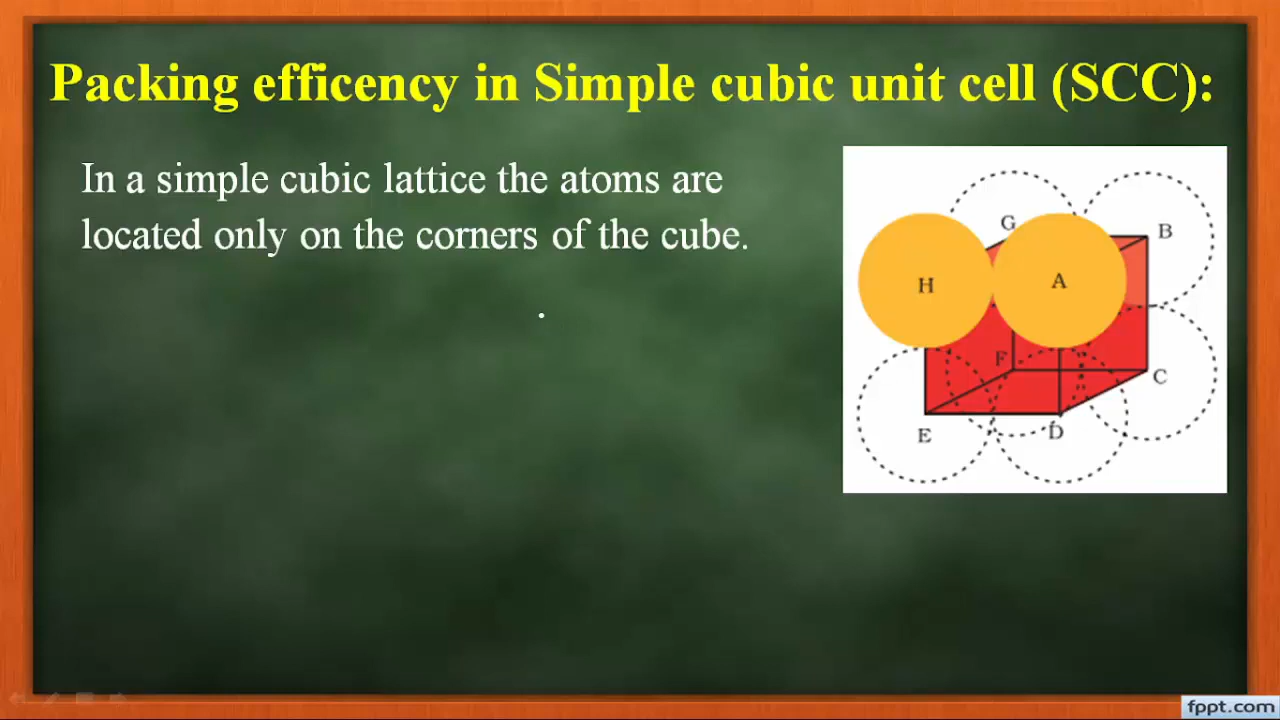 Packing efficency in Simple cubic unit cell (SCC):
In a simple cubic lattice the atoms are
located only on the corners of the cube.
.
G
B
H
A
F
C
E
D
fppt.com